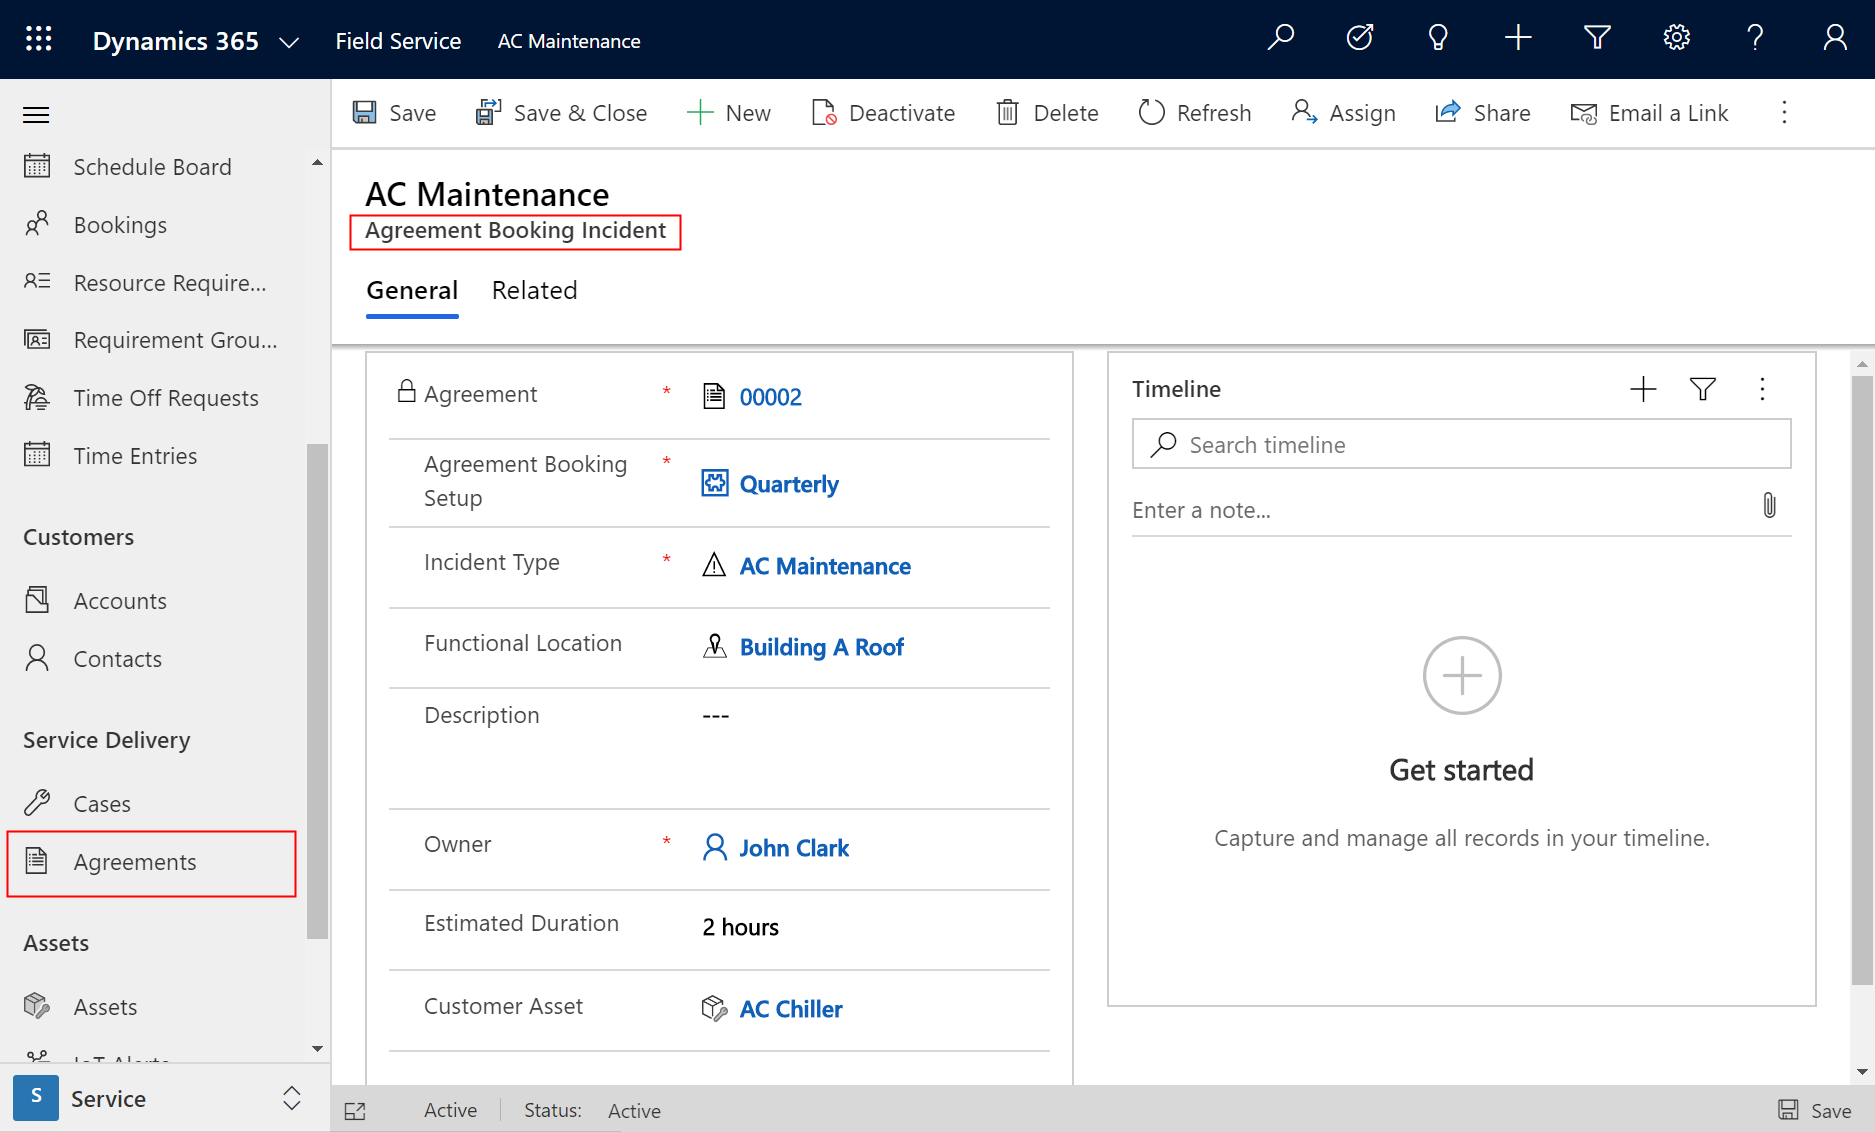 Dynamics 365 Field Service AC Maintenance
Save Save & Close New Deactivate Delete Refresh Assign Share Email a Link
Schedule Board
Bookings
Resource Require...
Requirement Grou...
Time Off Requests
Time Entries
Customers
Accounts
Contacts
Service Delivery
Cases
Agreements
Assets
Assets
IoT Alerts
S Service
AC Maintenance
Agreement Booking Incident
General Related
Agreement * 00002
Agreement Booking
Setup * Quarterly
Incident Type * AC Maintenance
Functional Location Building A Roof
Description ---
Owner * John Clark
Estimated Duration 2 hours
Customer Asset AC Chiller
Timeline
Search timeline
Enter a note...
Get started
Capture and manage all records in your timeline.
Active Status: Active Save